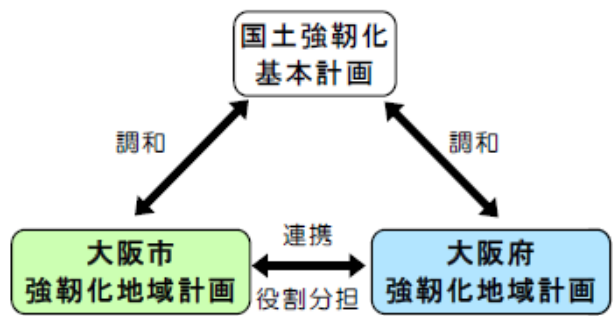 国土強靭化
基本計画
調和
調和
大阪市
強靭化地域計画
連携
役割分担
大阪府
強靭化地域計画